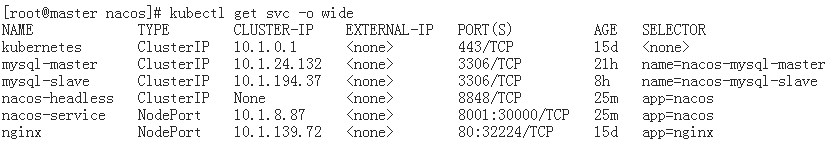 [root@master nacos]# kubectl get svc -o wide
NAME TYPE CLUSTER-IP EXTERNAL-IP PORT(S) AGE SELECTOR
kubernetes ClusterIP 10.1.0.1 <none> 443/TCP 15d <none>
mysql-master ClusterIP 10.1.24.132 <none> 3306/TCP 21h name=nacos-mysql-master
mysql-slave ClusterIP 10.1.194.37 <none> 3306/TCP 8h name=nacos-mysql-slave
nacos-headless ClusterIP None <none> 8848/TCP 25m app=nacos
nacos-service NodePort 10.1.8.87 <none> 8001:30000/TCP 25m app=nacos
nginx NodePort 10.1.139.72 <none> 80:32224/TCP 15d app=nginx